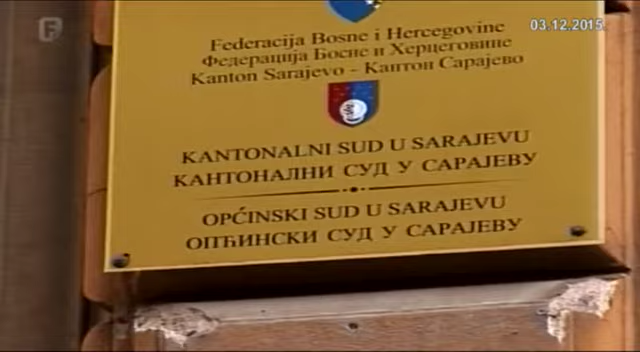 F
03.12.2015.
Federacija Bosne i Hercegovine
Федерација Босне и Херцеговине
Kanton Sarajevo - Кантон Сарајево
KANTONALNI SUD U SARAJEVU
КАНТОНАЛНИ СУД У САРАЈЕВУ
OPĆINSKI SUD U SARAJEVU
ОПЋИНСКИ СУД У САРАЈЕВУ